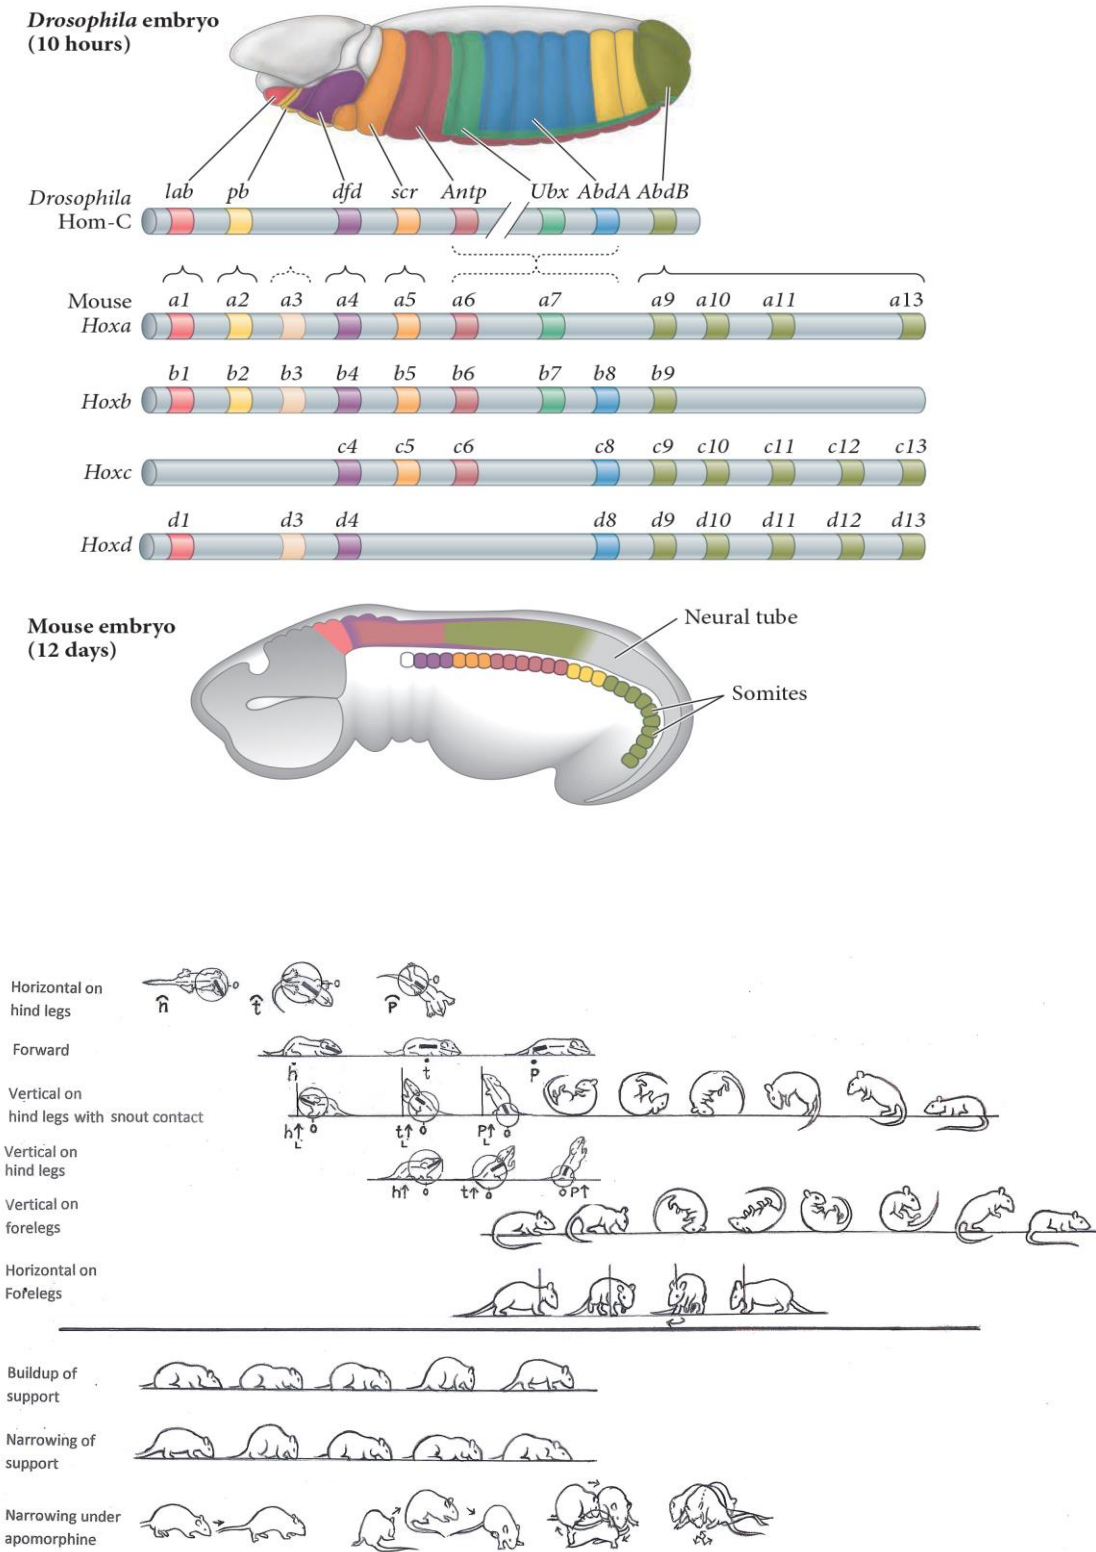 Drosophila embryo
(10 hours)
lab pb dfd scr Antp Ubx AbdA AbdB
Drosophila
Hom-C
Mouse
Hoxa
a1 a2 a3 a4 a5 a6 a7 a9 a10 a11 a13
b1 b2 b3 b4 b5 b6 b7 b8 b9
Hoxb
c4 c5 c6 c8 c9 c10 c11 c12 c13
Hoxc
d1 d3 d4 d8 d9 d10 d11 d12 d13
Hoxd
Mouse embryo
(12 days)
Neural tube
Somites
Horizontal on
hind legs
o o o
ĥ t̂ p̂
Forward
h t p
Vertical on
hind legs with snout contact
h↑ o t↑ o P↑ o
Vertical on
hind legs
h↑ o t↑ o o P↑
Vertical on
forelegs
Horizontal on
Forelegs
Buildup of
support
Narrowing of
support
Narrowing under
apomorphine